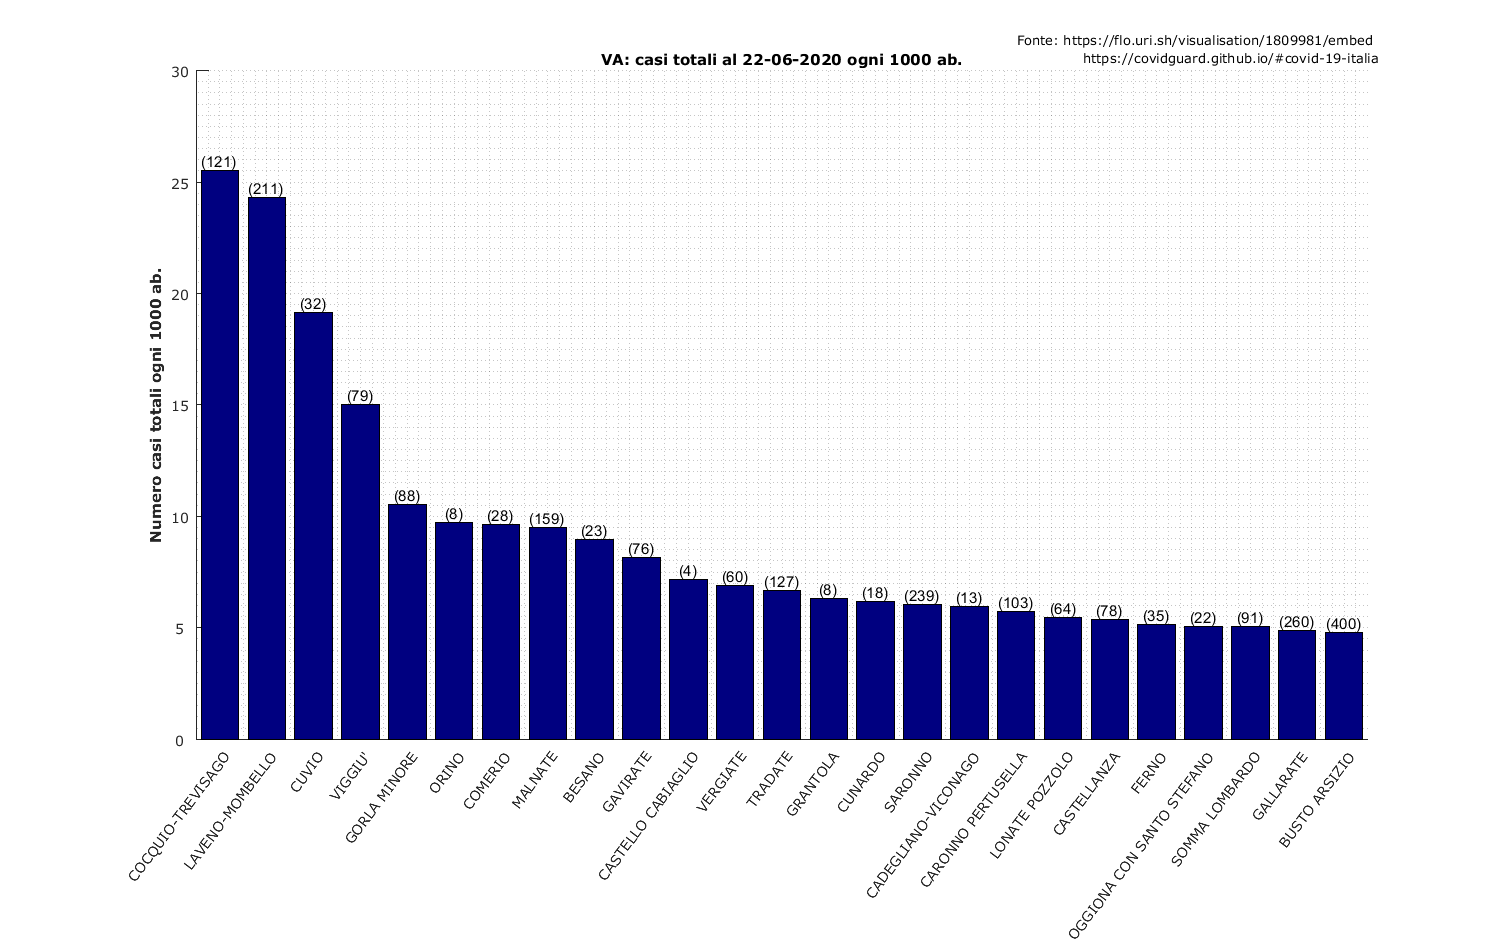 Fonte: https://flo.uri.sh/visualisation/1809981/embed
https://covidguard.github.io/#covid-19-italia
VA: casi totali al 22-06-2020 ogni 1000 ab.
Numero casi totali ogni 1000 ab.
30
25
20
15
10
5
0
(121)
(211)
(32)
(79)
(88)
(8)
(28)
(159)
(23)
(76)
(4)
(60)
(127)
(8)
(18)
(239)
(13)
(103)
(64)
(78)
(35)
(22)
(91)
(260)
(400)
COCQUIO-TREVISAGO
LAVENO-MOMBELLO
CUVIO
VIGGIU'
GORLA MINORE
ORINO
COMERIO
MALNATE
BESANO
GAVIRATE
CASTELLO CABIAGLIO
VERGIATE
TRADATE
GRANTOLA
CUNARDO
SARONNO
CADEGLIANO-VICONAGO
CARONNO PERTUSELLA
LONATE POZZOLO
CASTELLANZA
FERNO
OGGIONA CON SANTO STEFANO
SOMMA LOMBARDO
GALLARATE
BUSTO ARSIZIO